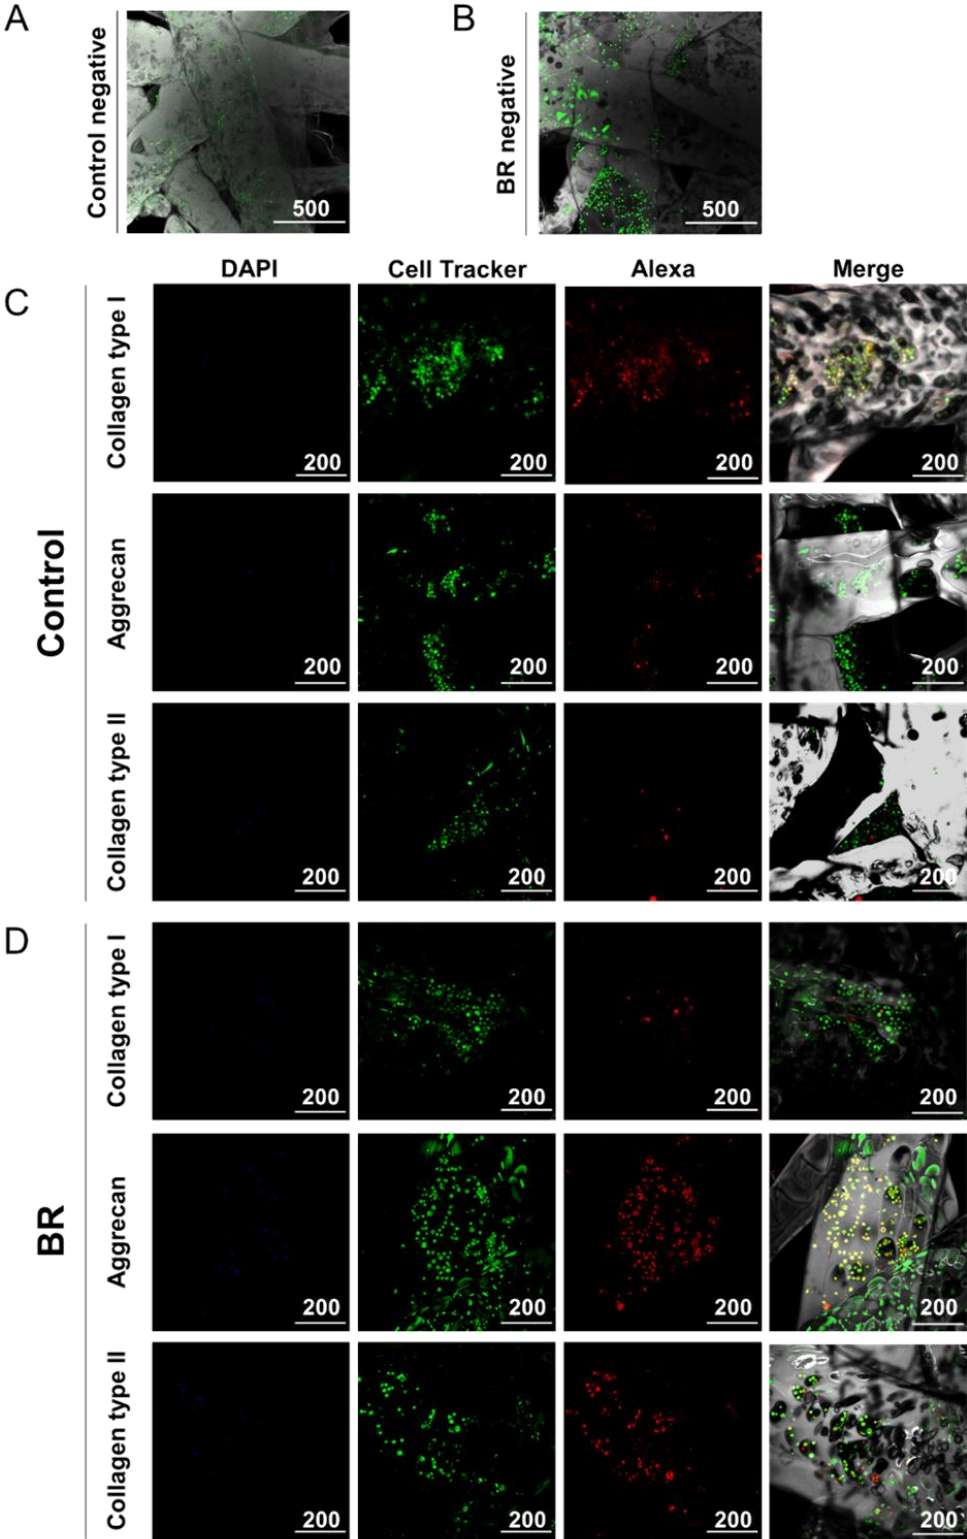 A
B
Control negative
BR negative
500
500
DAPI Cell Tracker Alexa Merge
C
Control
Collagen type I
200 200 200 200
Aggrecan
200 200 200 200
Collagen type II
200 200 200 200
D
BR
Collagen type I
200 200 200 200
Aggrecan
200 200 200 200
Collagen type II
200 200 200 200